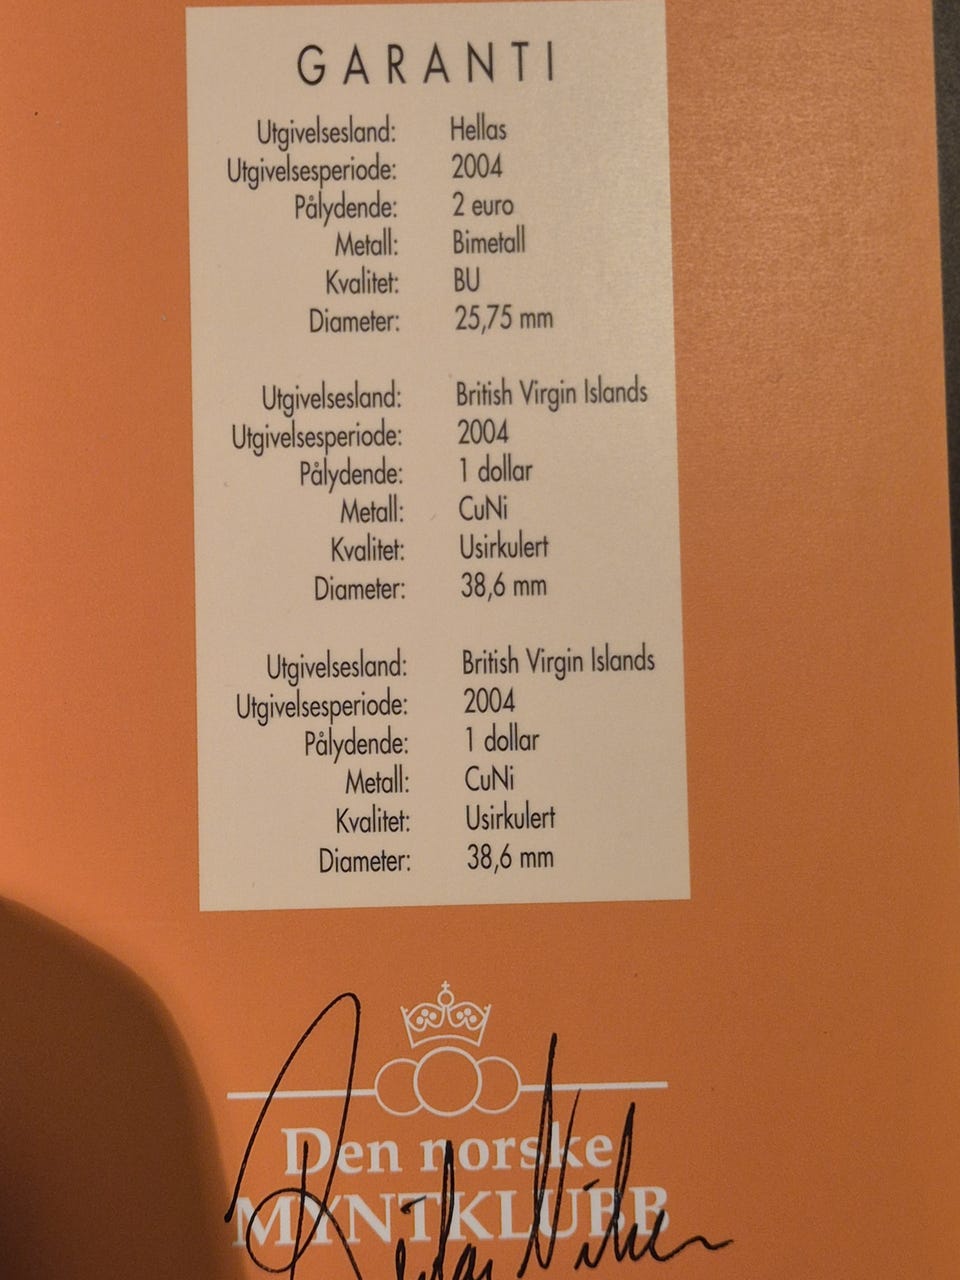 GARANTI
Utgivelsesland: Hellas
Utgivelsesperiode: 2004
Pålydende: 2 euro
Metall: Bimetall
Kvalitet: BU
Diameter: 25,75 mm
Utgivelsesland: British Virgin Islands
Utgivelsesperiode: 2004
Pålydende: 1 dollar
Metall: CuNi
Kvalitet: Usirkulert
Diameter: 38,6 mm
Utgivelsesland: British Virgin Islands
Utgivelsesperiode: 2004
Pålydende: 1 dollar
Metall: CuNi
Kvalitet: Usirkulert
Diameter: 38,6 mm
Den norske
MYNTKLUBB